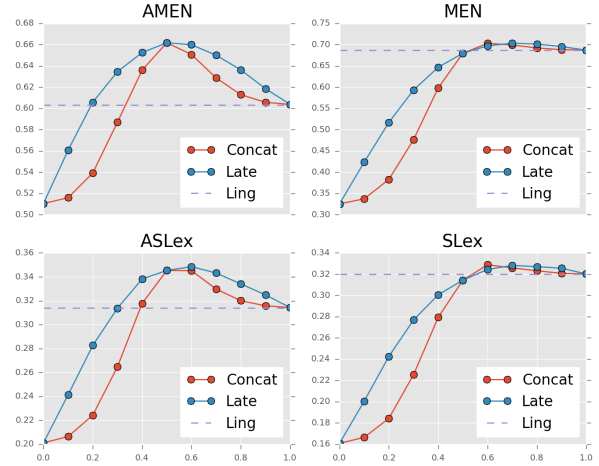 AMEN
0.68
0.66
0.64
0.62
0.60
0.58
0.56
0.54
0.52
0.50
Concat
Late
Ling
MEN
0.75
0.70
0.65
0.60
0.55
0.50
0.45
0.40
0.35
0.30
Concat
Late
Ling
ASLex
0.36
0.34
0.32
0.30
0.28
0.26
0.24
0.22
0.20
0.0 0.2 0.4 0.6 0.8 1.0
Concat
Late
Ling
SLex
0.34
0.32
0.30
0.28
0.26
0.24
0.22
0.20
0.18
0.16
0.0 0.2 0.4 0.6 0.8 1.0
Concat
Late
Ling